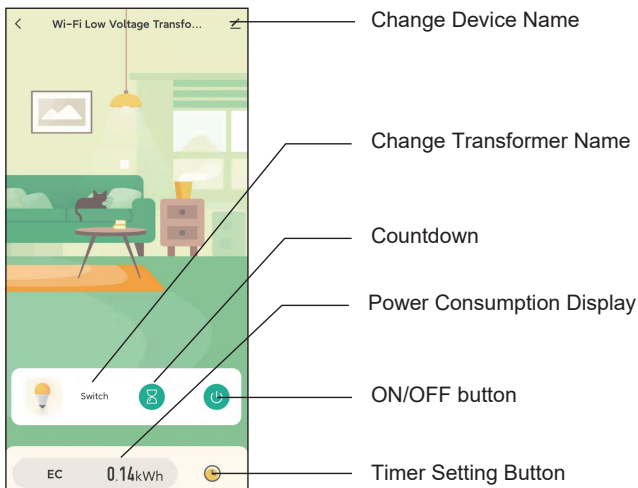 Wi-Fi Low Voltage Transfo...
Change Device Name
Change Transformer Name
Countdown
Power Consumption Display
Switch
ON/OFF button
EC 0.14kWh
Timer Setting Button